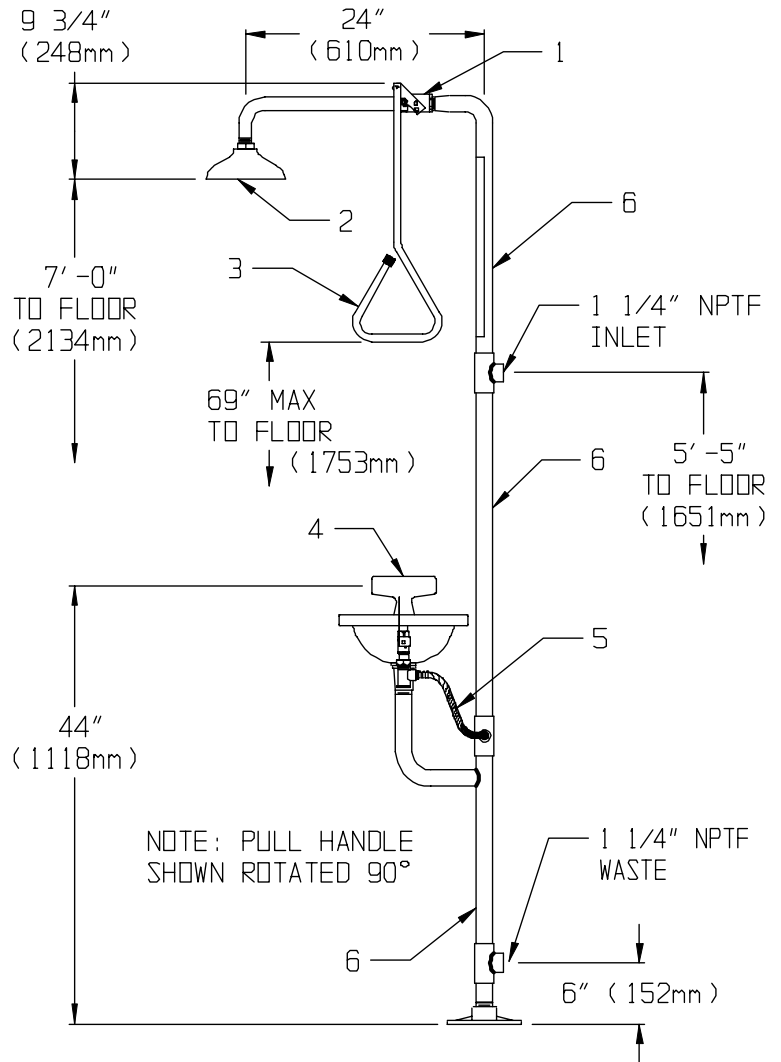 9 3/4"
(248mm)
24"
(610mm)
1
2
3
6
7'-0"
TO FLOOR
(2134mm)
1 1/4" NPTF
INLET
69" MAX
TO FLOOR
(1753mm)
6
5'-5"
TO FLOOR
(1651mm)
4
5
44"
(1118mm)
NOTE: PULL HANDLE
SHOWN ROTATED 90°
1 1/4" NPTF
WASTE
6
6" (152mm)